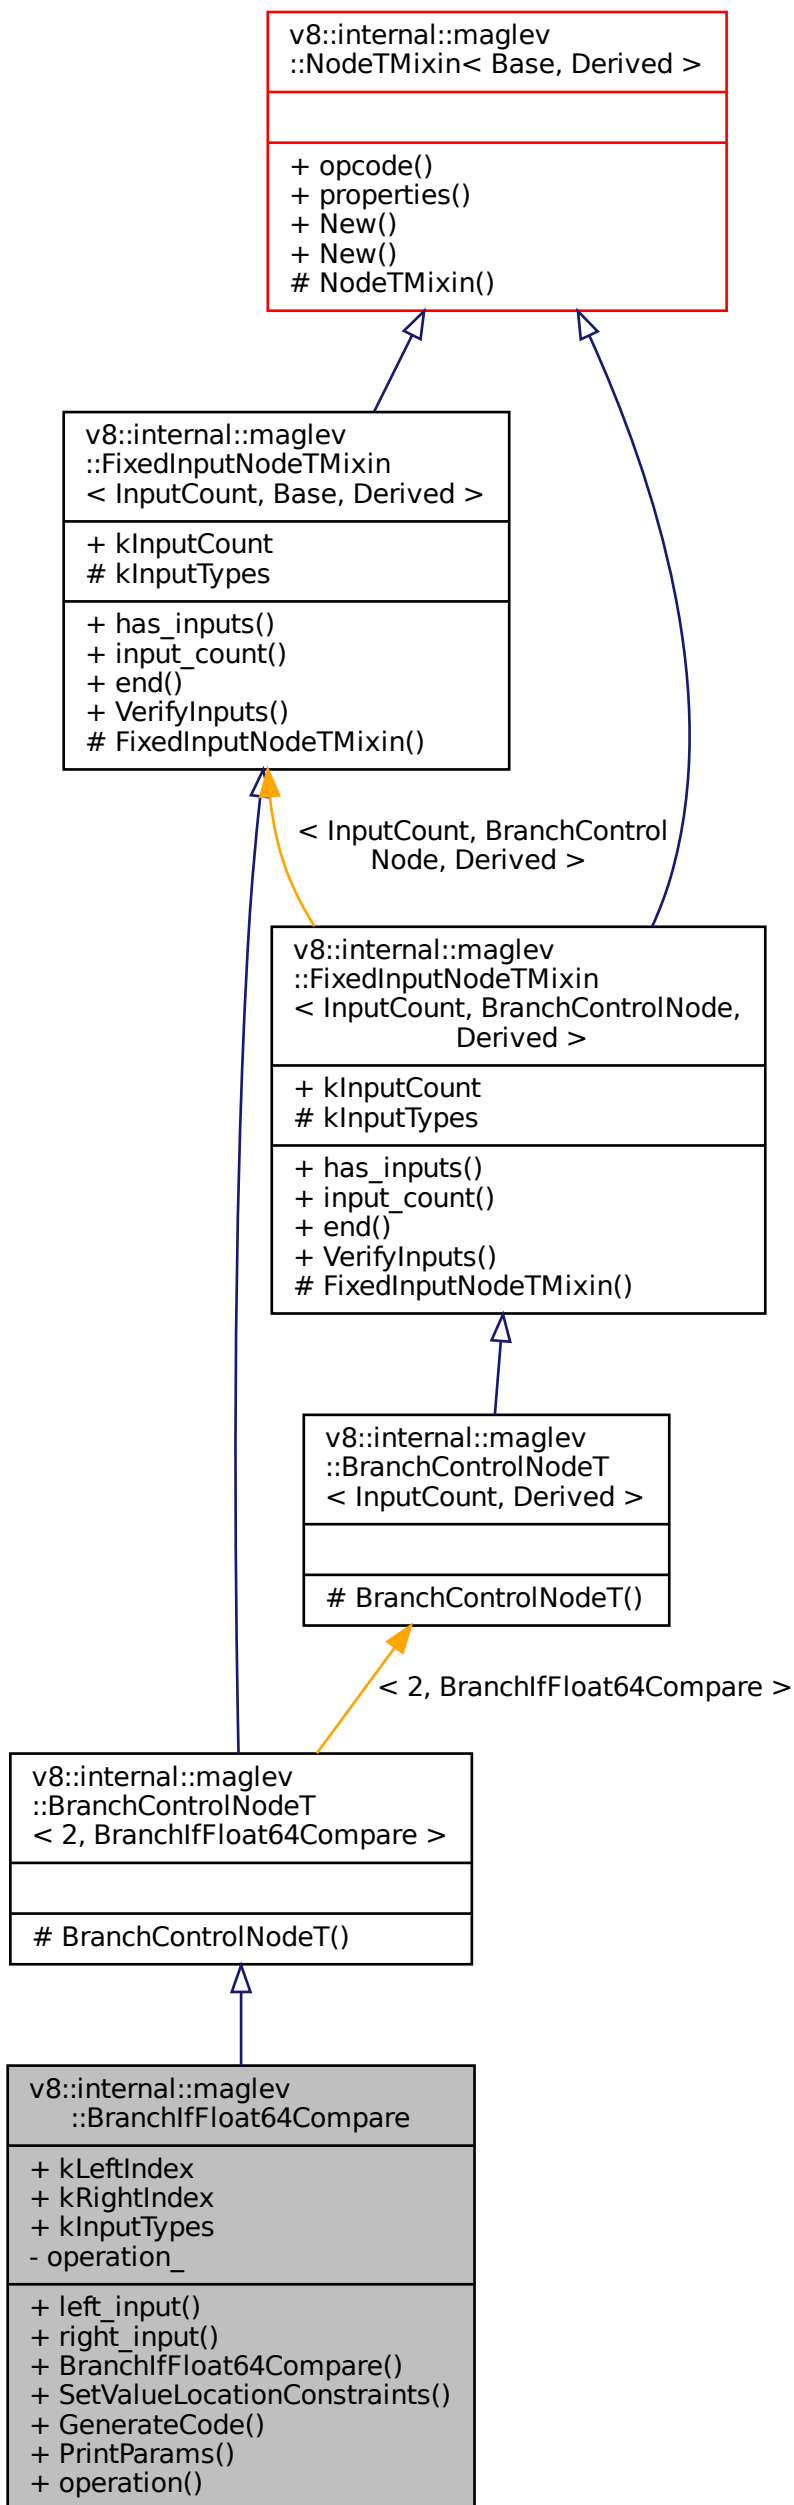 v8::internal::maglev
::NodeTMixin< Base, Derived >
+ opcode()
+ properties()
+ New()
+ New()
# NodeTMixin()
v8::internal::maglev
::FixedInputNodeTMixin
< InputCount, Base, Derived >
+ kInputCount
# kInputTypes
+ has_inputs()
+ input_count()
+ end()
+ VerifyInputs()
# FixedInputNodeTMixin()
< InputCount, BranchControl
Node, Derived >
v8::internal::maglev
::FixedInputNodeTMixin
< InputCount, BranchControlNode,
Derived >
+ kInputCount
# kInputTypes
+ has_inputs()
+ input_count()
+ end()
+ VerifyInputs()
# FixedInputNodeTMixin()
v8::internal::maglev
::BranchControlNodeT
< InputCount, Derived >
# BranchControlNodeT()
< 2, BranchIfFloat64Compare >
v8::internal::maglev
::BranchControlNodeT
< 2, BranchIfFloat64Compare >
# BranchControlNodeT()
v8::internal::maglev
::BranchIfFloat64Compare
+ kLeftIndex
+ kRightIndex
+ kInputTypes
- operation_
+ left_input()
+ right_input()
+ BranchIfFloat64Compare()
+ SetValueLocationConstraints()
+ GenerateCode()
+ PrintParams()
+ operation()